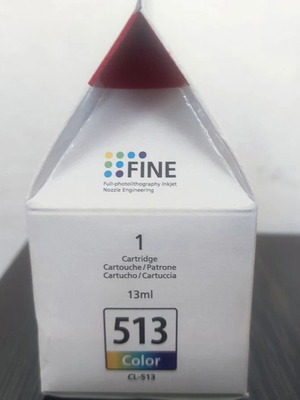 FINE
Full-photolithography Inkjet
Nozzle Engineering
1
Cartridge
Cartouche/Patrone
Cartucho/Cartuccia
13ml
513
Color
CL-513